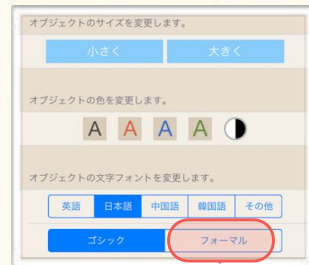 オブジェクトのサイズを変更します。
小さく 大きく
オブジェクトの色を変更します。
A A A A
オブジェクトの文字フォントを変更します。
英語 日本語 中国語 韓国語 その他
ゴシック フォーマル